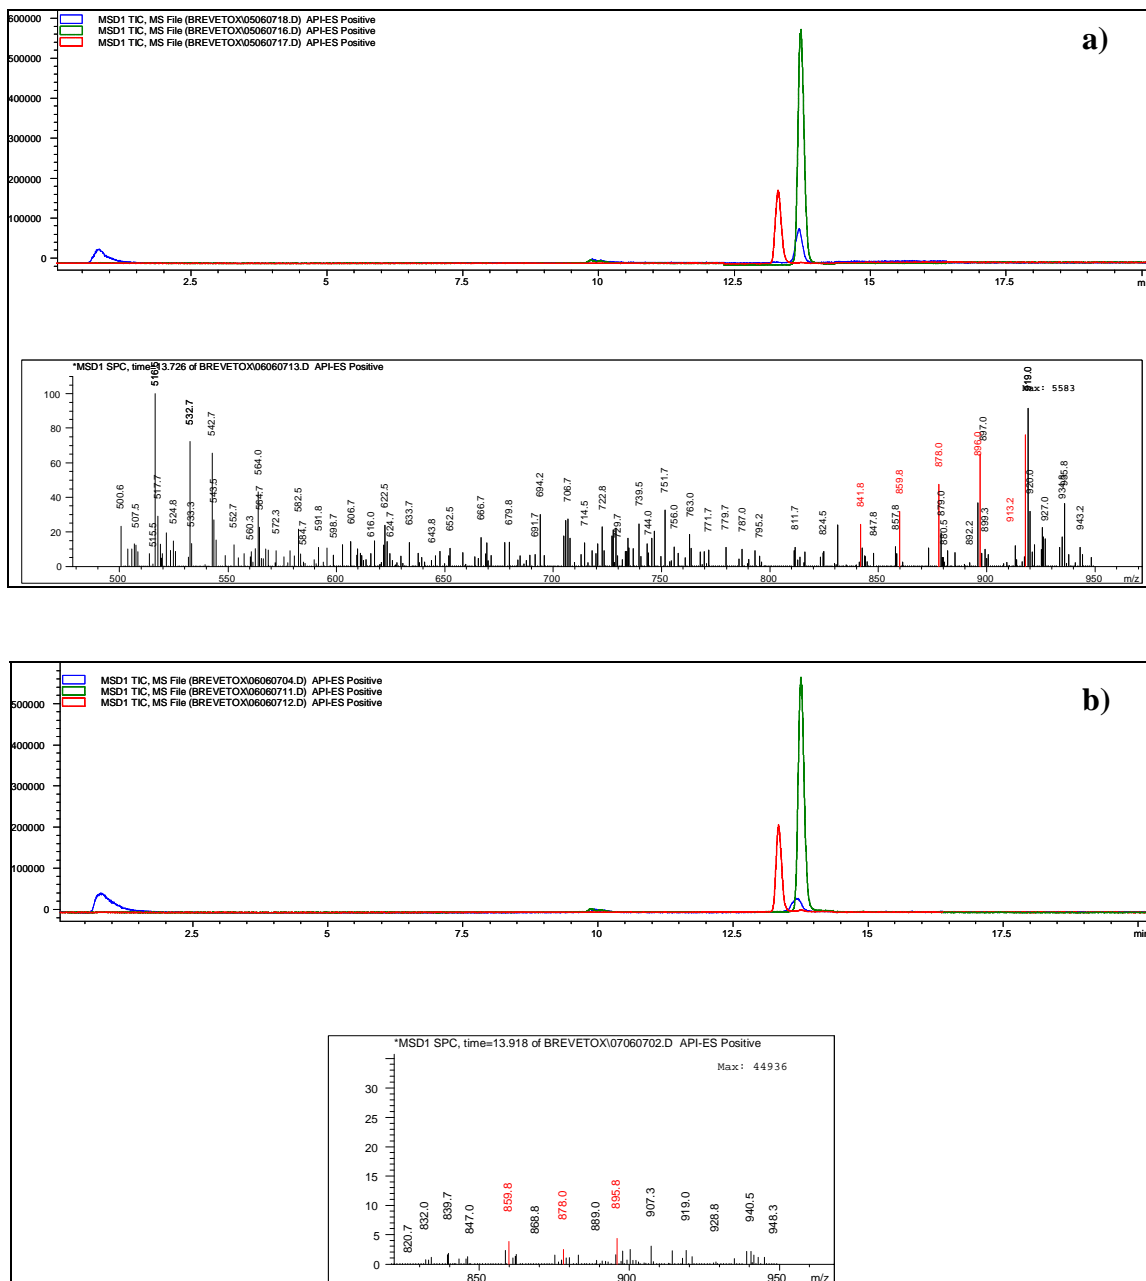 600000
MSD1 TIC, MS File (BREVETOX\05060718.D) API-ES Positive
MSD1 TIC, MS File (BREVETOX\05060716.D) API-ES Positive
MSD1 TIC, MS File (BREVETOX\05060717.D) API-ES Positive
a)
500000
400000
300000
200000
100000
0
2.5 5 7.5 10 12.5 15 17.5 m
*MSD1 SPC, time=13.726 of BREVETOX\06060713.D API-ES Positive
Max: 5583
100
80
60
40
20
0
500.6 507.5 515.5 516.5 517.7 524.8 532.7 533.3 542.7 543.5 552.7 560.3 564.0 564.7 572.3 582.5 584.7 591.8 598.7 606.7 616.0 622.5 624.7 633.7 643.8 652.5 666.7 679.8 691.7 694.2 706.7 714.5 722.8 729.7 739.5 744.0 751.7 756.0 763.0 771.7 779.7 787.0 795.2 811.7 824.5 841.8 847.8 857.8 859.8 878.0 879.0 880.5 892.2 896.0 897.0 899.3 913.2 919.0 920.0 927.0 935.8 943.2
500 550 600 650 700 750 800 850 900 950 m/z
MSD1 TIC, MS File (BREVETOX\06060704.D) API-ES Positive
MSD1 TIC, MS File (BREVETOX\06060711.D) API-ES Positive
MSD1 TIC, MS File (BREVETOX\06060712.D) API-ES Positive
b)
500000
400000
300000
200000
100000
0
2.5 5 7.5 10 12.5 15 17.5 min
*MSD1 SPC, time=13.918 of BREVETOX\07060702.D API-ES Positive
Max: 44936
30
25
20
15
10
5
0
820.7 832.0 839.7 847.0 859.8 868.8 878.0 889.0 895.8 907.3 919.0 928.8 940.5 948.3
850 900 950 m/z